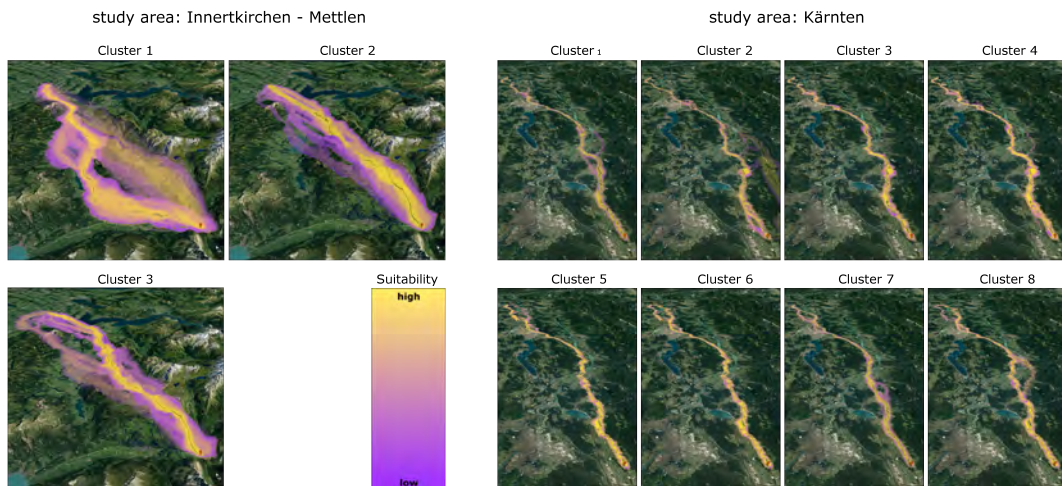 study area: Innertkirchen - Mettlen
study area: Kärnten
Cluster 1
Cluster 2
Cluster 1
Cluster 2
Cluster 3
Cluster 4
Cluster 3
Suitability
high
low
Cluster 5
Cluster 6
Cluster 7
Cluster 8